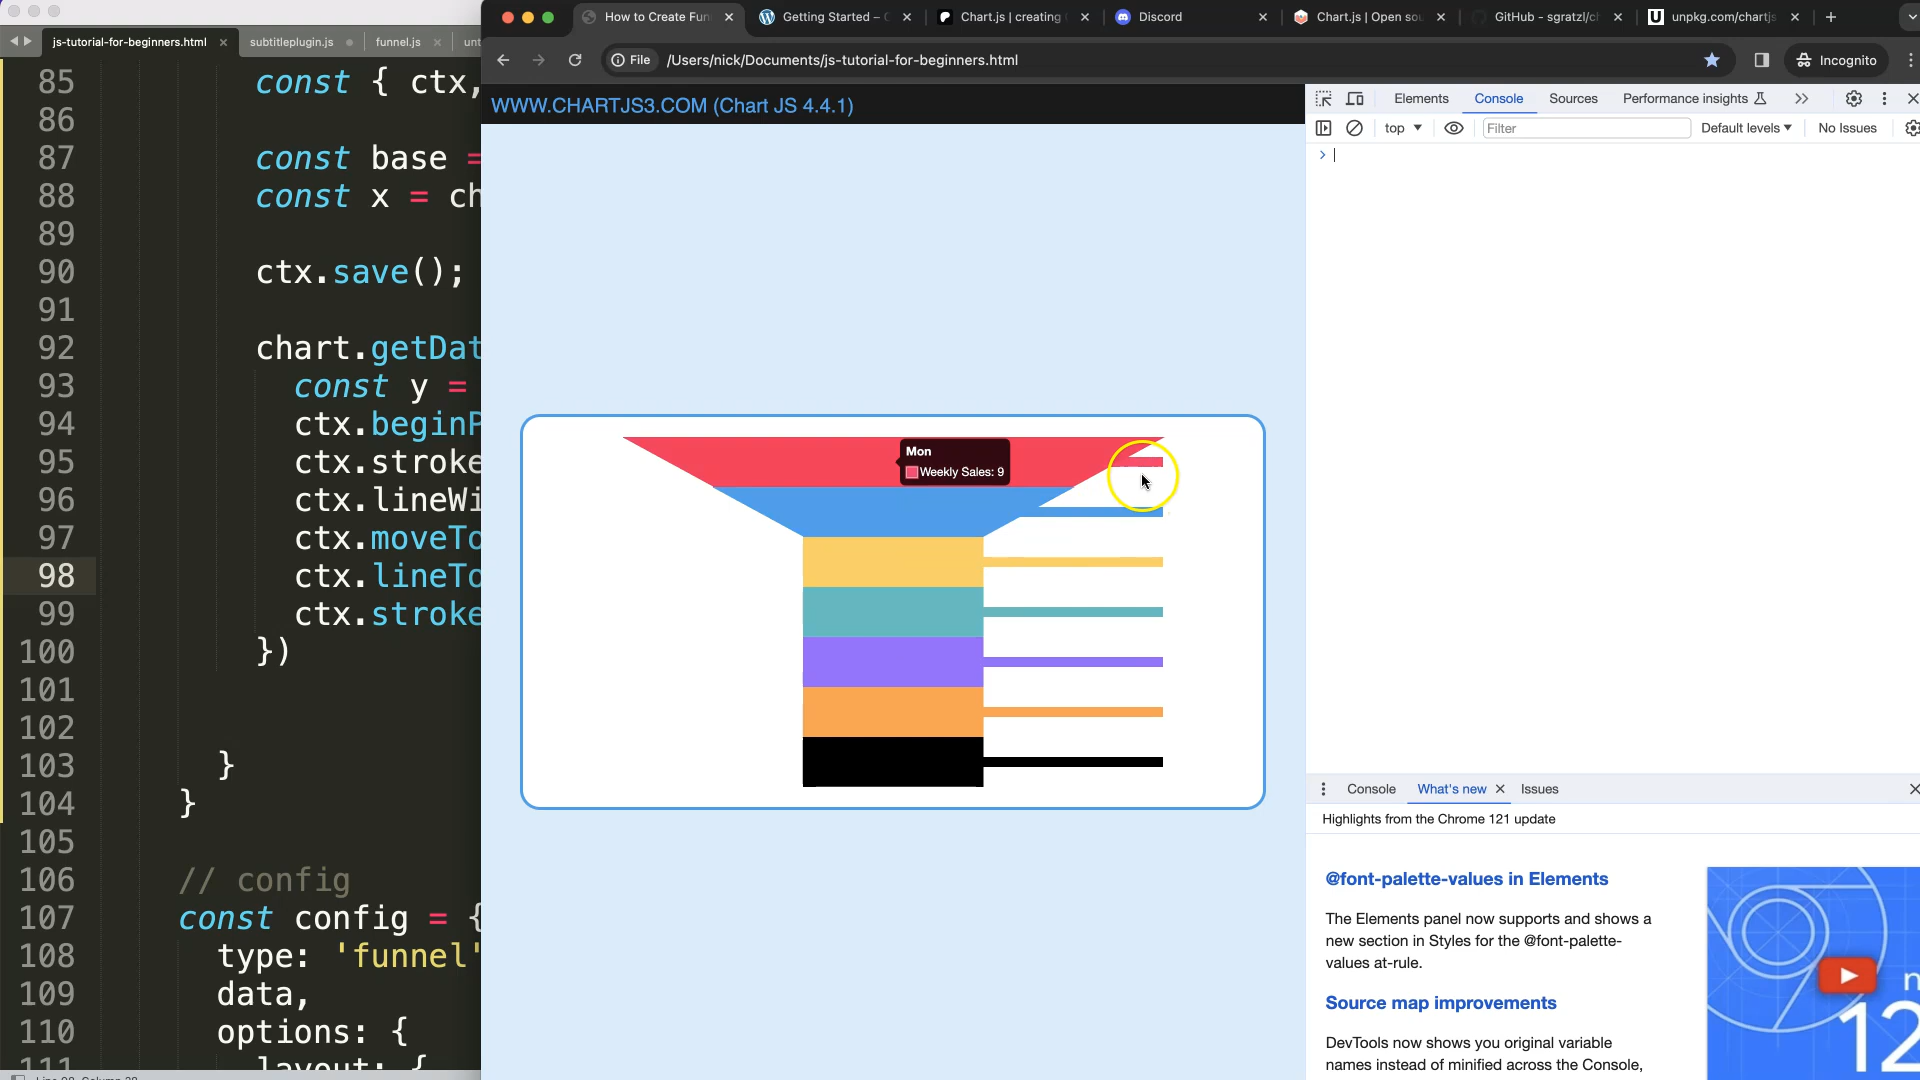 How to Create Fun
Getting Started –
Chart.js | creating
Discord
Chart.js | Open sou
GitHub - sgratzl/c
unpkg.com/chartjs
js-tutorial-for-beginners.html
subtitleplugin.js
funnel.js
File
/Users/nick/Documents/js-tutorial-for-beginners.html
Incognito
WWW.CHARTJS3.COM (Chart JS 4.4.1)
Elements
Console
Sources
Performance insights
top
Filter
Default levels
No Issues
85 const { ctx,
86
87 const base =
88 const x = ch
89
90 ctx.save();
91
92 chart.getDat
93 const y =
94 ctx.beginP
95 ctx.stroke
96 ctx.lineWi
97 ctx.moveTo
98 ctx.lineTo
99 ctx.stroke
100 })
101
102
103 }
104 }
105
106 // config
107 const config = {
108 type: 'funnel'
109 data,
110 options: {
111 layout: {
Mon
Weekly Sales: 9
Console
What's new
Issues
Highlights from the Chrome 121 update
@font-palette-values in Elements
The Elements panel now supports and shows a
new section in Styles for the @font-palette-
values at-rule.
Source map improvements
DevTools now shows you original variable
names instead of minified across the Console,
n
12